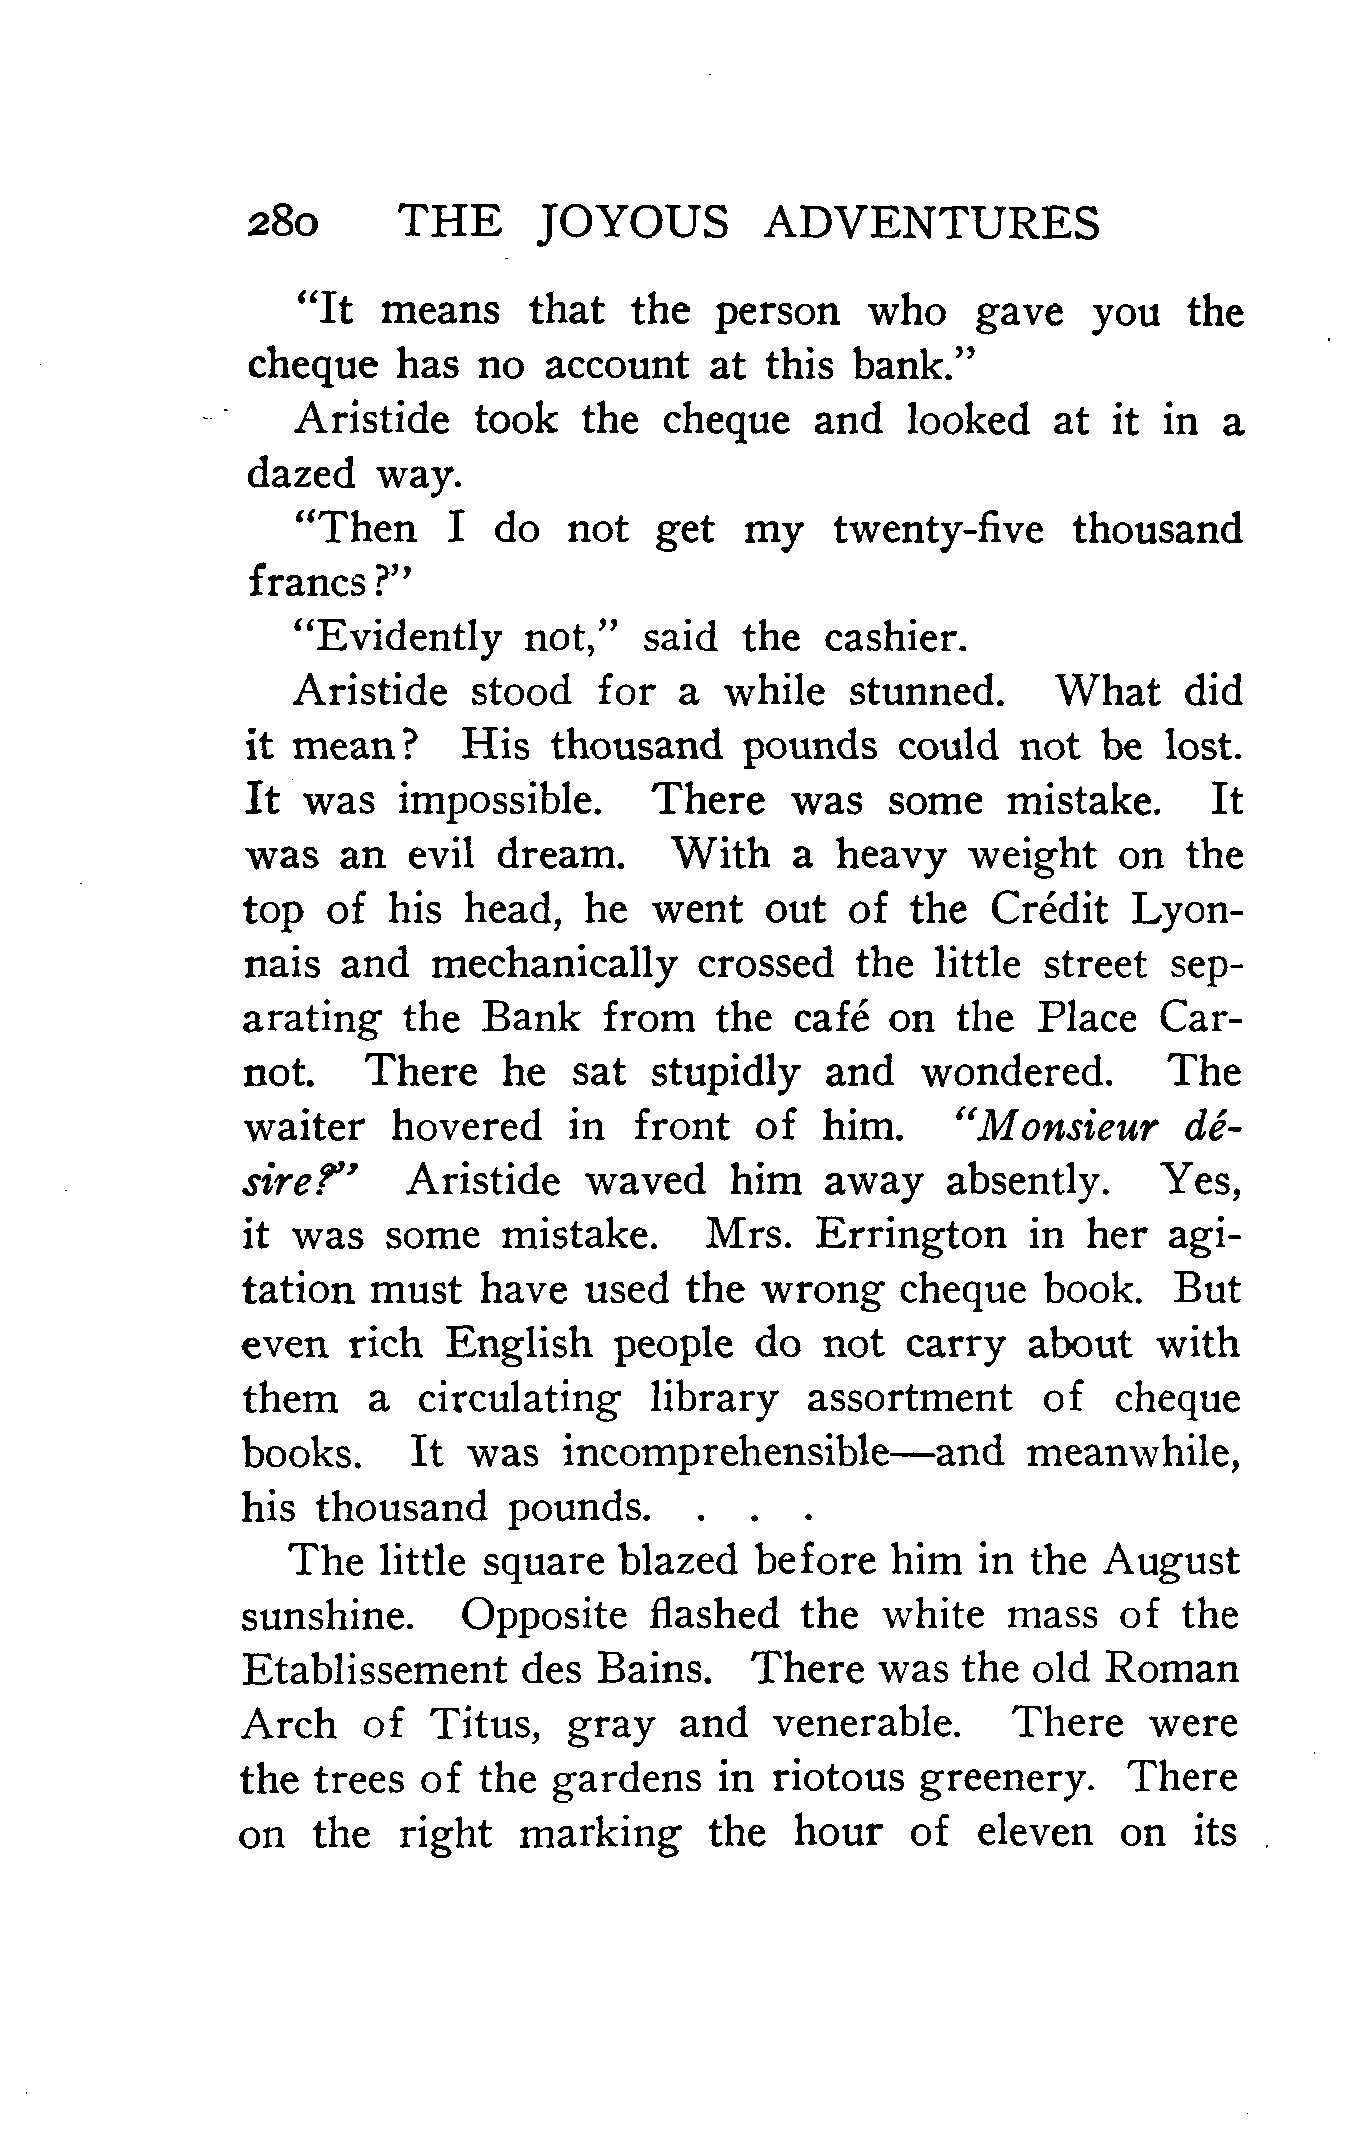 280 THE JOYOUS ADVENTURES
“It means that the person who gave you the
cheque has no account at this bank.”
Aristide took the cheque and looked at it in a
dazed way.
“Then I do not get my twenty-five thousand
francs?”
“Evidently not,” said the cashier.
Aristide stood for a while stunned. What did
it mean? His thousand pounds could not be lost.
It was impossible. There was some mistake. It
was an evil dream. With a heavy weight on the
top of his head, he went out of the Crédit Lyon-
nais and mechanically crossed the little street sep-
arating the Bank from the café on the Place Car-
not. There he sat stupidly and wondered. The
waiter hovered in front of him. “Monsieur dé-
sire?” Aristide waved him away absently. Yes,
it was some mistake. Mrs. Errington in her agi-
tation must have used the wrong cheque book. But
even rich English people do not carry about with
them a circulating library assortment of cheque
books. It was incomprehensible—and meanwhile,
his thousand pounds. . . .
The little square blazed before him in the August
sunshine. Opposite flashed the white mass of the
Etablissement des Bains. There was the old Roman
Arch of Titus, gray and venerable. There were
the trees of the gardens in riotous greenery. There
on the right marking the hour of eleven on its